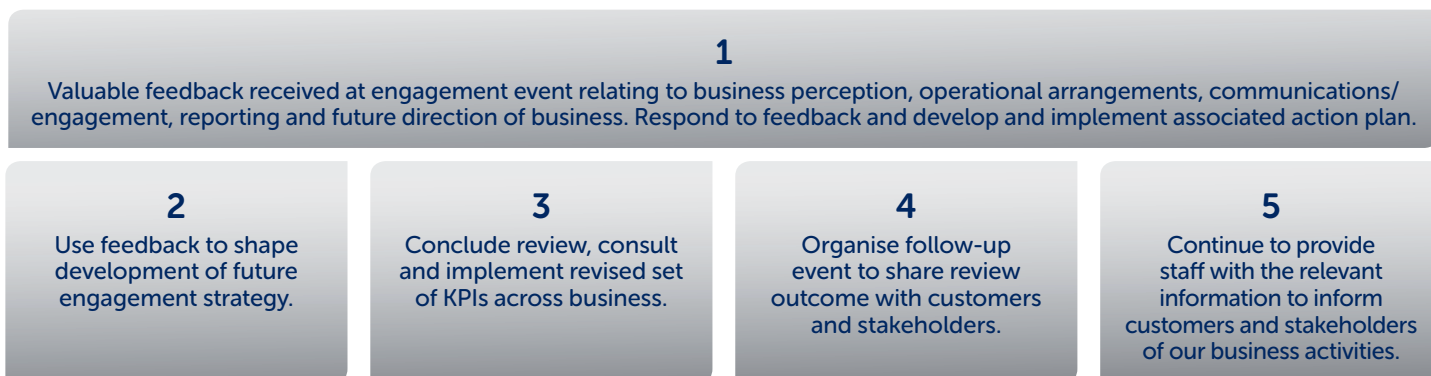 1
Valuable feedback received at engagement event relating to business perception, operational arrangements, communications/
engagement, reporting and future direction of business. Respond to feedback and develop and implement associated action plan.
2
Use feedback to shape
development of future
engagement strategy.
3
Conclude review, consult
and implement revised set
of KPIs across business.
4
Organise follow-up
event to share review
outcome with customers
and stakeholders.
5
Continue to provide
staff with the relevant
information to inform
customers and stakeholders
of our business activities.